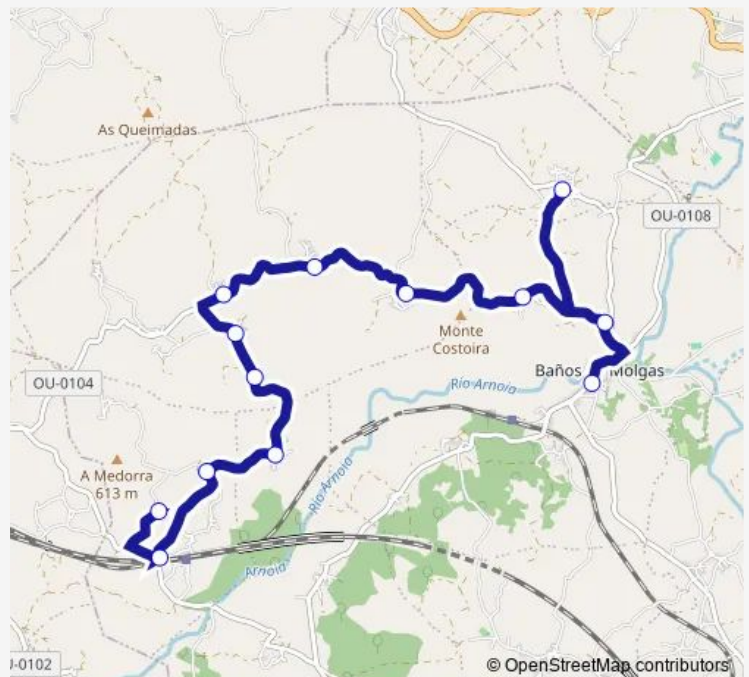 As Queimadas
OU-0108
Monte
Costoira
Baños
Molgas
Río Arnoia
OU-0104
A Medorra
613 m
Río Arnoia
Arnoia
J-0102
© OpenStreetMap contributors